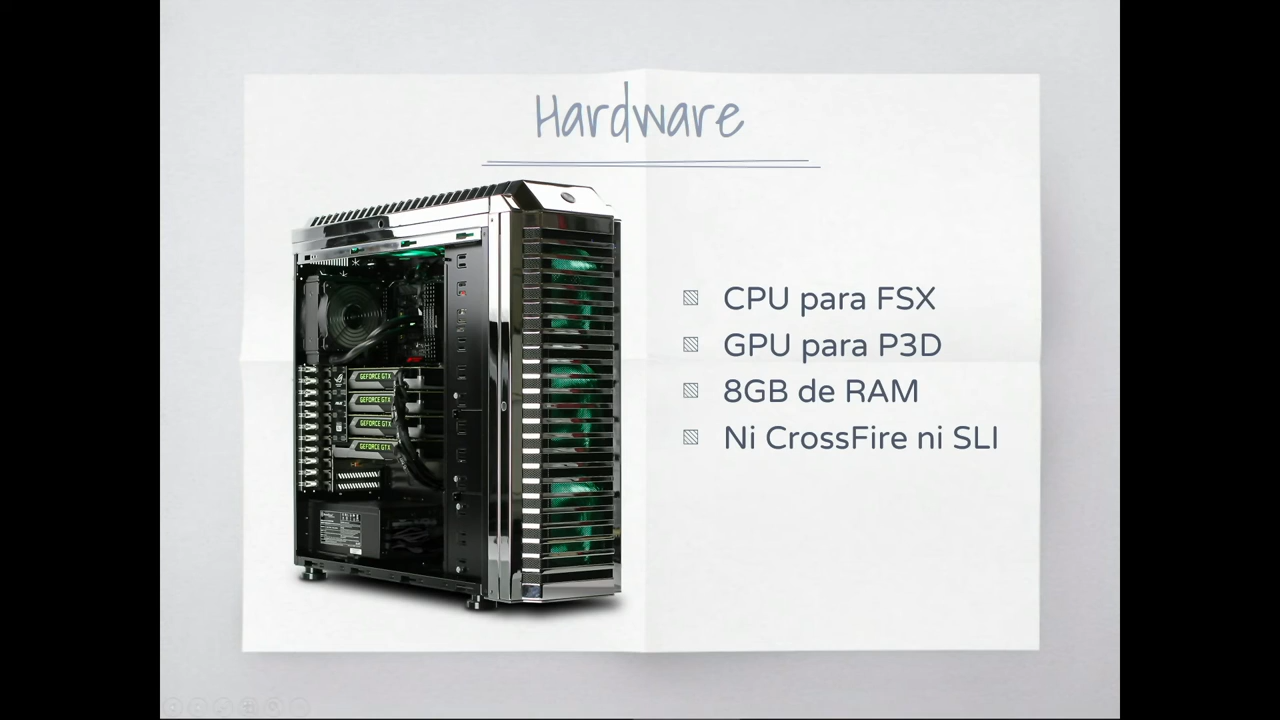 Hardware
CPU para FSX
GPU para P3D
8GB de RAM
Ni CrossFire ni SLI
GEFORCE GTX
GEFORCE GTX
GEFORCE GTX
GEFORCE GTX